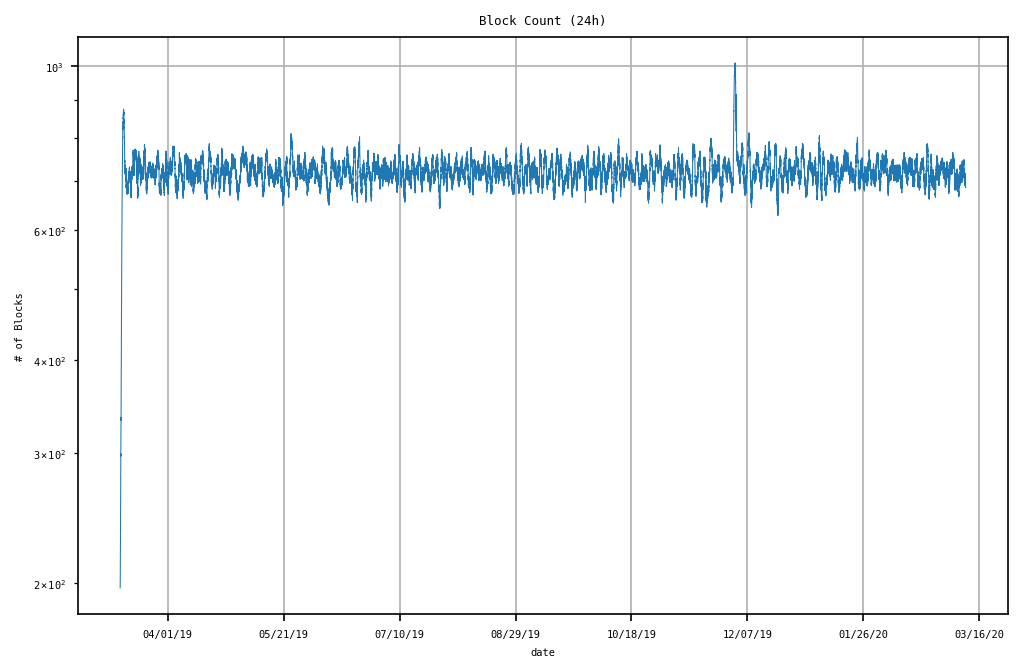 Block Count (24h)
10³
6×10²
4×10²
3×10²
2×10²
# of Blocks
04/01/19 05/21/19 07/10/19 08/29/19 10/18/19 12/07/19 01/26/20 03/16/20
date